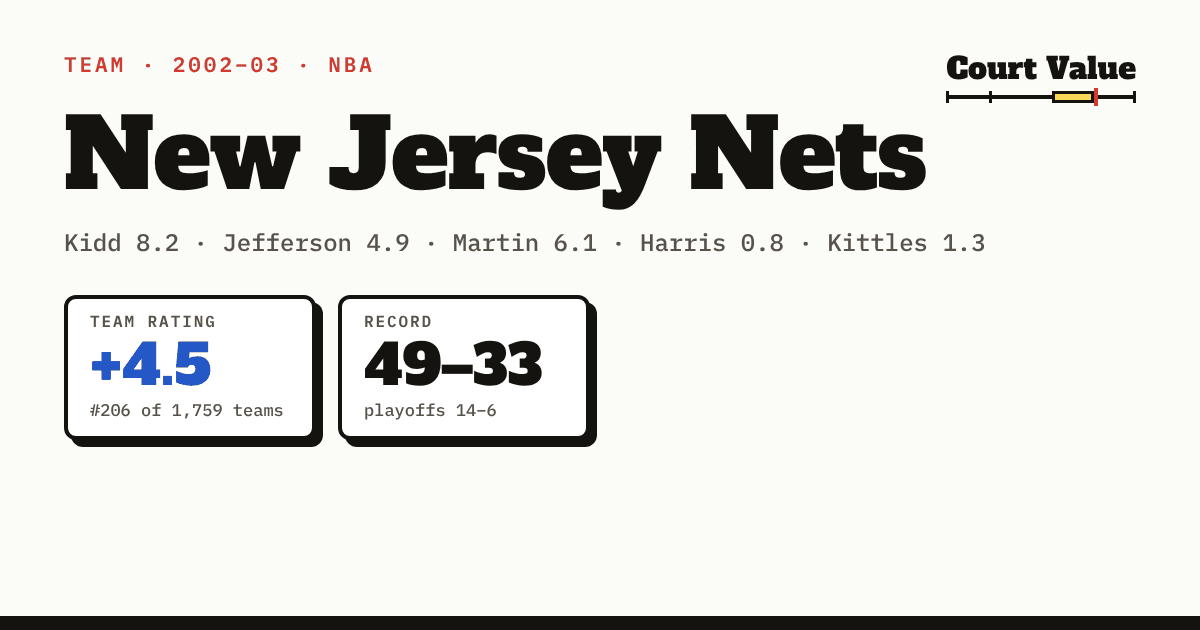 TEAM · 2002–03 · NBA
Court Value
New Jersey Nets
Kidd 8.2 · Jefferson 4.9 · Martin 6.1 · Harris 0.8 · Kittles 1.3
TEAM RATING
+4.5
#206 of 1,759 teams
RECORD
49–33
playoffs 14–6